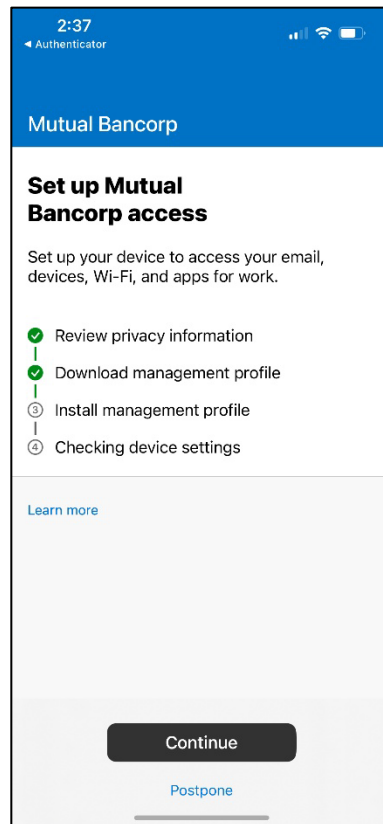 2:37
◀ Authenticator
Mutual Bancorp
Set up Mutual
Bancorp access
Set up your device to access your email,
devices, Wi-Fi, and apps for work.
Review privacy information
Download management profile
3 Install management profile
4 Checking device settings
Learn more
Continue
Postpone